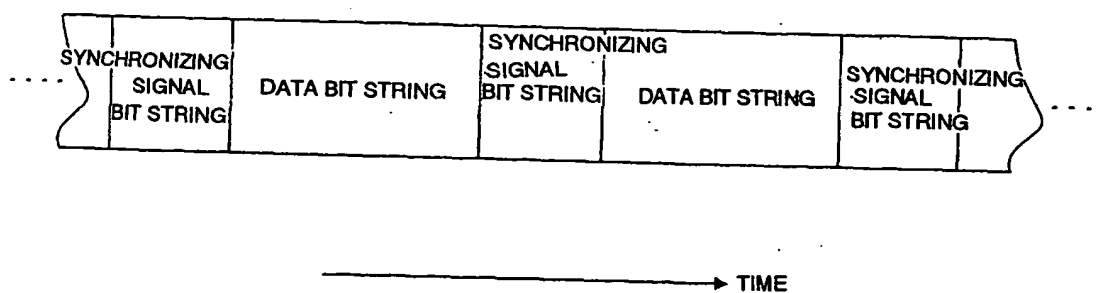 SYNCHRONIZING
SIGNAL
BIT STRING
DATA BIT STRING
SYNCHRONIZING
SIGNAL
BIT STRING
DATA BIT STRING
SYNCHRONIZING
SIGNAL
BIT STRING
TIME